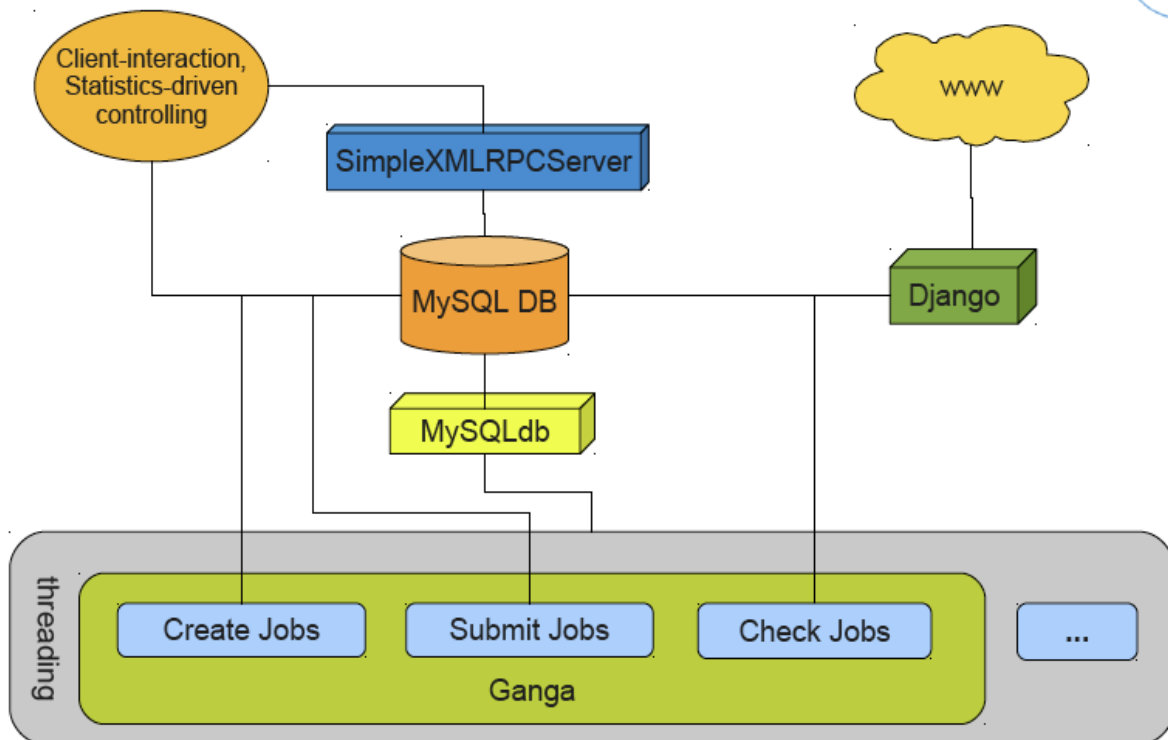 Client-interaction,
Statistics-driven
controlling
www
SimpleXMLRPCServer
MySQL DB
Django
MySQLdb
threading
Create Jobs
Submit Jobs
Check Jobs
...
Ganga